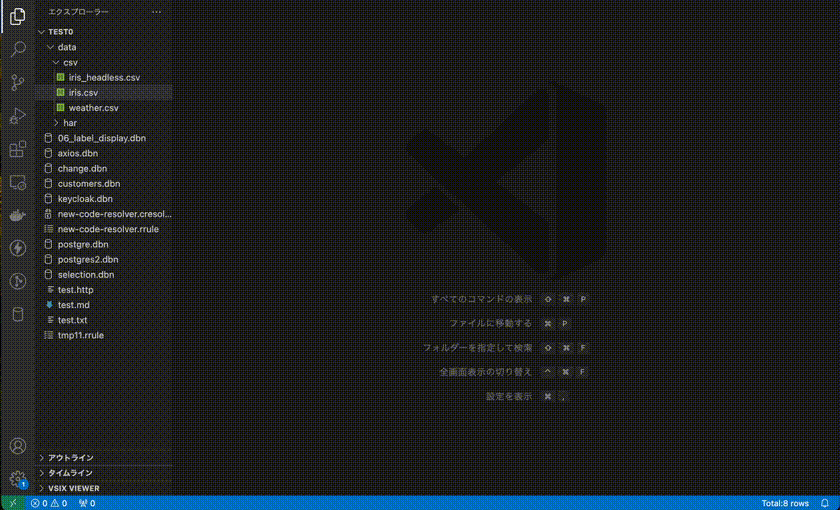 エクスプローラー ...
TEST0
data
csv
iris_headless.csv
iris.csv
weather.csv
har
06_label_display.dbn
axios.dbn
change.dbn
customers.dbn
keycloak.dbn
new-code-resolver.cresol...
new-code-resolver.rrule
postgre.dbn
postgres2.dbn
selection.dbn
test.http
test.md
test.txt
tmp11.rrule
すべてのコマンドの表示 ⇧ ⌘ P
ファイルに移動する ⌘ P
フォルダーを指定して検索 ⇧ ⌘ F
全画面表示の切り替え ^ ⌘ F
設定を表示 ⌘ ,
アウトライン
タイムライン
VSIX VIEWER
1
0 0 0 Total:8 rows